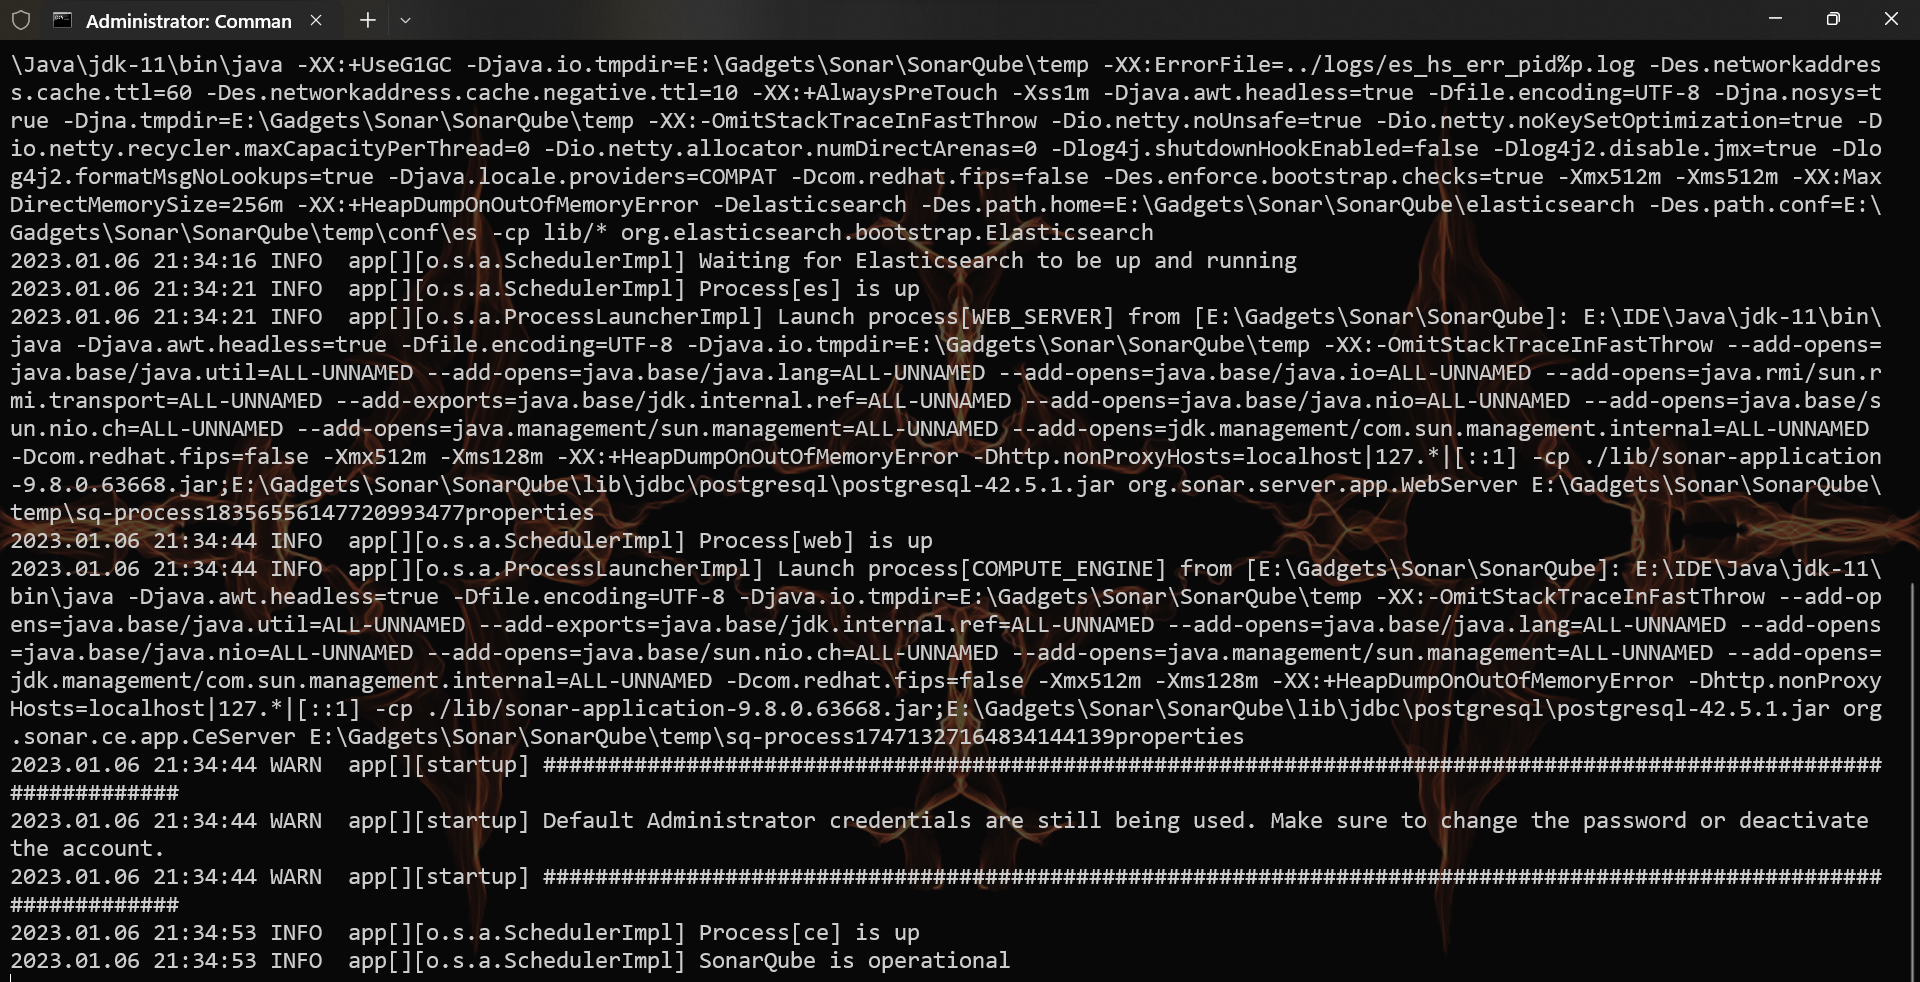 Administrator: Comman
\Java\jdk-11\bin\java -XX:+UseG1GC -Djava.io.tmpdir=E:\Gadgets\Sonar\SonarQube\temp -XX:ErrorFile=../logs/es_hs_err_pid%p.log -Des.networkaddres
s.cache.ttl=60 -Des.networkaddress.cache.negative.ttl=10 -XX:+AlwaysPreTouch -Xss1m -Djava.awt.headless=true -Dfile.encoding=UTF-8 -Djna.nosys=t
rue -Djna.tmpdir=E:\Gadgets\Sonar\SonarQube\temp -XX:-OmitStackTraceInFastThrow -Dio.netty.noUnsafe=true -Dio.netty.noKeySetOptimization=true -D
io.netty.recycler.maxCapacityPerThread=0 -Dio.netty.allocator.numDirectArenas=0 -Dlog4j.shutdownHookEnabled=false -Dlog4j2.disable.jmx=true -Dlo
g4j2.formatMsgNoLookups=true -Djava.locale.providers=COMPAT -Dcom.redhat.fips=false -Des.enforce.bootstrap.checks=true -Xmx512m -Xms512m -XX:Max
DirectMemorySize=256m -XX:+HeapDumpOnOutOfMemoryError -Delasticsearch -Des.path.home=E:\Gadgets\Sonar\SonarQube\elasticsearch -Des.path.conf=E:\
Gadgets\Sonar\SonarQube\temp\conf\es -cp lib/* org.elasticsearch.bootstrap.Elasticsearch
2023.01.06 21:34:16 INFO  app[][o.s.a.SchedulerImpl] Waiting for Elasticsearch to be up and running
2023.01.06 21:34:21 INFO  app[][o.s.a.SchedulerImpl] Process[es] is up
2023.01.06 21:34:21 INFO  app[][o.s.a.ProcessLauncherImpl] Launch process[WEB_SERVER] from [E:\Gadgets\Sonar\SonarQube]: E:\IDE\Java\jdk-11\bin\
java -Djava.awt.headless=true -Dfile.encoding=UTF-8 -Djava.io.tmpdir=E:\Gadgets\Sonar\SonarQube\temp -XX:-OmitStackTraceInFastThrow --add-opens=
java.base/java.util=ALL-UNNAMED --add-opens=java.base/java.lang=ALL-UNNAMED --add-opens=java.base/java.io=ALL-UNNAMED --add-opens=java.rmi/sun.r
mi.transport=ALL-UNNAMED --add-exports=java.base/jdk.internal.ref=ALL-UNNAMED --add-opens=java.base/java.nio=ALL-UNNAMED --add-opens=java.base/s
un.nio.ch=ALL-UNNAMED --add-opens=java.management/sun.management=ALL-UNNAMED --add-opens=jdk.management/com.sun.management.internal=ALL-UNNAMED
-Dcom.redhat.fips=false -Xmx512m -Xms128m -XX:+HeapDumpOnOutOfMemoryError -Dhttp.nonProxyHosts=localhost|127.*|[::1] -cp ./lib/sonar-application
-9.8.0.63668.jar;E:\Gadgets\Sonar\SonarQube\lib\jdbc\postgresql\postgresql-42.5.1.jar org.sonar.server.app.WebServer E:\Gadgets\Sonar\SonarQube\
temp\sq-process18356556147720993477properties
2023.01.06 21:34:44 INFO  app[][o.s.a.SchedulerImpl] Process[web] is up
2023.01.06 21:34:44 INFO  app[][o.s.a.ProcessLauncherImpl] Launch process[COMPUTE_ENGINE] from [E:\Gadgets\Sonar\SonarQube]: E:\IDE\Java\jdk-11\
bin\java -Djava.awt.headless=true -Dfile.encoding=UTF-8 -Djava.io.tmpdir=E:\Gadgets\Sonar\SonarQube\temp -XX:-OmitStackTraceInFastThrow --add-op
ens=java.base/java.util=ALL-UNNAMED --add-exports=java.base/jdk.internal.ref=ALL-UNNAMED --add-opens=java.base/java.lang=ALL-UNNAMED --add-opens
=java.base/java.nio=ALL-UNNAMED --add-opens=java.base/sun.nio.ch=ALL-UNNAMED --add-opens=java.management/sun.management=ALL-UNNAMED --add-opens=
jdk.management/com.sun.management.internal=ALL-UNNAMED -Dcom.redhat.fips=false -Xmx512m -Xms128m -XX:+HeapDumpOnOutOfMemoryError -Dhttp.nonProxy
Hosts=localhost|127.*|[::1] -cp ./lib/sonar-application-9.8.0.63668.jar;E:\Gadgets\Sonar\SonarQube\lib\jdbc\postgresql\postgresql-42.5.1.jar org
.sonar.ce.app.CeServer E:\Gadgets\Sonar\SonarQube\temp\sq-process17471327164834144139properties
2023.01.06 21:34:44 WARN  app[][startup] #######################################################################################################
#############
2023.01.06 21:34:44 WARN  app[][startup] Default Administrator credentials are still being used. Make sure to change the password or deactivate
the account.
2023.01.06 21:34:44 WARN  app[][startup] #######################################################################################################
#############
2023.01.06 21:34:53 INFO  app[][o.s.a.SchedulerImpl] Process[ce] is up
2023.01.06 21:34:53 INFO  app[][o.s.a.SchedulerImpl] SonarQube is operational